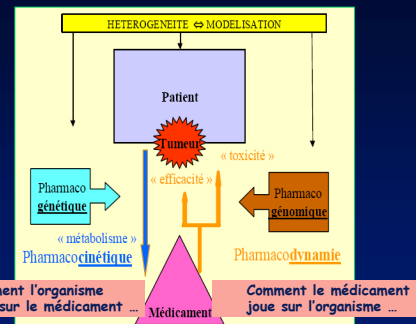 HETEROGENEITE ⇔ MODELISATION
Patient
Tumeur
« toxicité »
« efficacité »
Pharmaco
génétique
Pharmaco
génomique
« métabolisme »
Pharmacocinétique
Pharmacodynamie
l'organisme
sur le médicament ...
Médicament
Comment le médicament
joue sur l'organisme ...